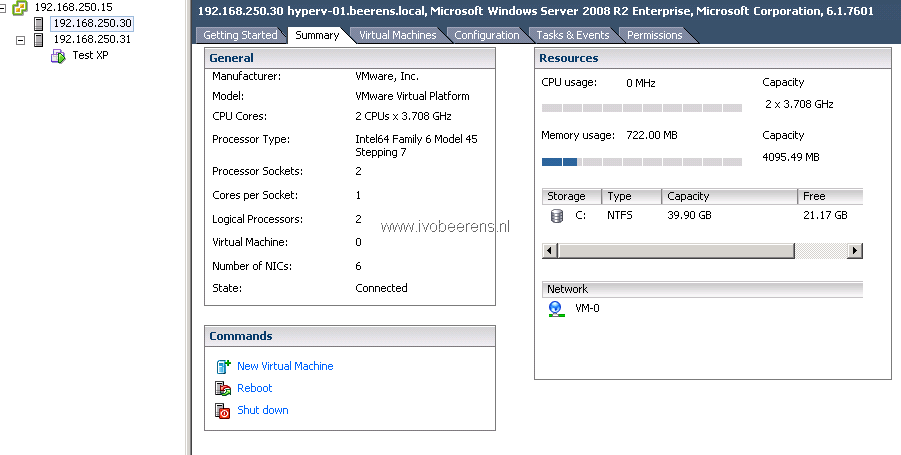 192.168.250.15
192.168.250.30
192.168.250.31
Test XP
192.168.250.30 hyperv-01.beerens.local, Microsoft Windows Server 2008 R2 Enterprise, Microsoft Corporation, 6.1.7601
Getting Started Summary Virtual Machines Configuration Tasks & Events Permissions
General
Manufacturer: VMware, Inc.
Model: VMware Virtual Platform
CPU Cores: 2 CPUs x 3.708 GHz
Processor Type: Intel64 Family 6 Model 45
Stepping 7
Processor Sockets: 2
Cores per Socket: 1
Logical Processors: 2
Virtual Machine: 0
Number of NICs: 6
State: Connected
www.ivobeerens.nl
Commands
New Virtual Machine
Reboot
Shut down
Resources
CPU usage: 0 MHz Capacity
2 x 3.708 GHz
Memory usage: 722.00 MB Capacity
4095.49 MB
Storage Type Capacity Free
C: NTFS 39.90 GB 21.17 GB
Network
VM-0